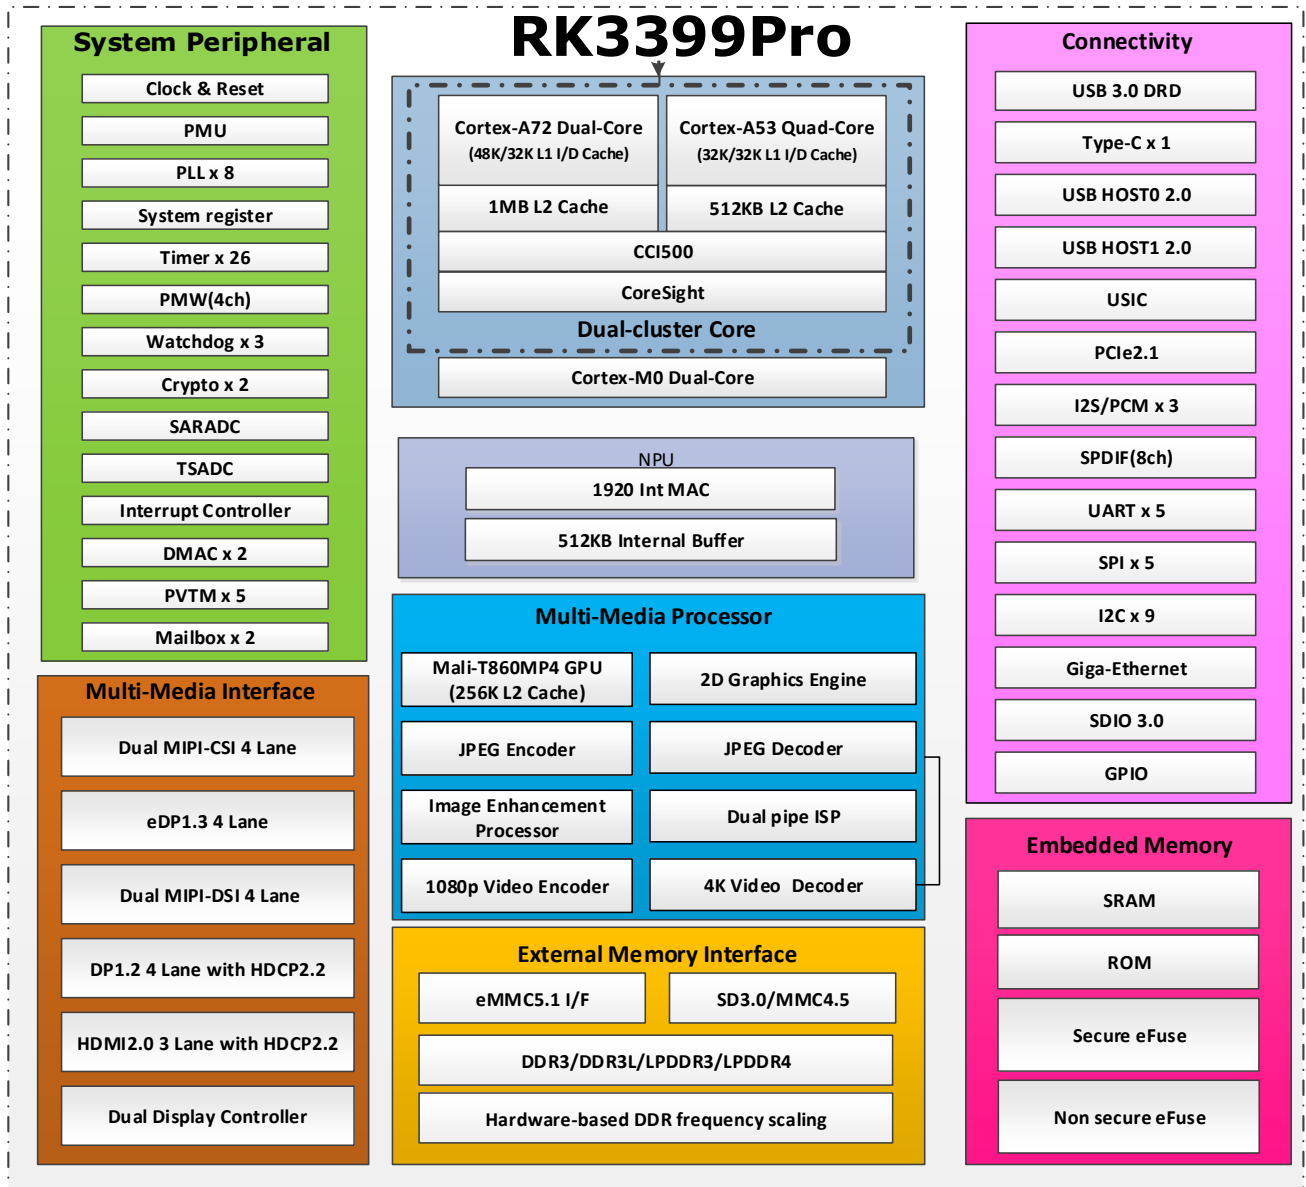 RK3399Pro
System Peripheral
Clock & Reset
PMU
PLL x 8
System register
Timer x 26
PMW(4ch)
Watchdog x 3
Crypto x 2
SARADC
TSADC
Interrupt Controller
DMAC x 2
PVTM x 5
Mailbox x 2
Multi-Media Interface
Dual MIPI-CSI 4 Lane
eDP1.3 4 Lane
Dual MIPI-DSI 4 Lane
DP1.2 4 Lane with HDCP2.2
HDMI2.0 3 Lane with HDCP2.2
Dual Display Controller
Cortex-A72 Dual-Core
(48K/32K L1 I/D Cache)
Cortex-A53 Quad-Core
(32K/32K L1 I/D Cache)
1MB L2 Cache
512KB L2 Cache
CCI500
CoreSight
Dual-cluster Core
Cortex-M0 Dual-Core
NPU
1920 Int MAC
512KB Internal Buffer
Multi-Media Processor
Mali-T860MP4 GPU
(256K L2 Cache)
2D Graphics Engine
JPEG Encoder
JPEG Decoder
Image Enhancement
Processor
Dual pipe ISP
1080p Video Encoder
4K Video Decoder
External Memory Interface
eMMC5.1 I/F
SD3.0/MMC4.5
DDR3/DDR3L/LPDDR3/LPDDR4
Hardware-based DDR frequency scaling
Connectivity
USB 3.0 DRD
Type-C x 1
USB HOST0 2.0
USB HOST1 2.0
USIC
PCIe2.1
I2S/PCM x 3
SPDIF(8ch)
UART x 5
SPI x 5
I2C x 9
Giga-Ethernet
SDIO 3.0
GPIO
Embedded Memory
SRAM
ROM
Secure eFuse
Non secure eFuse